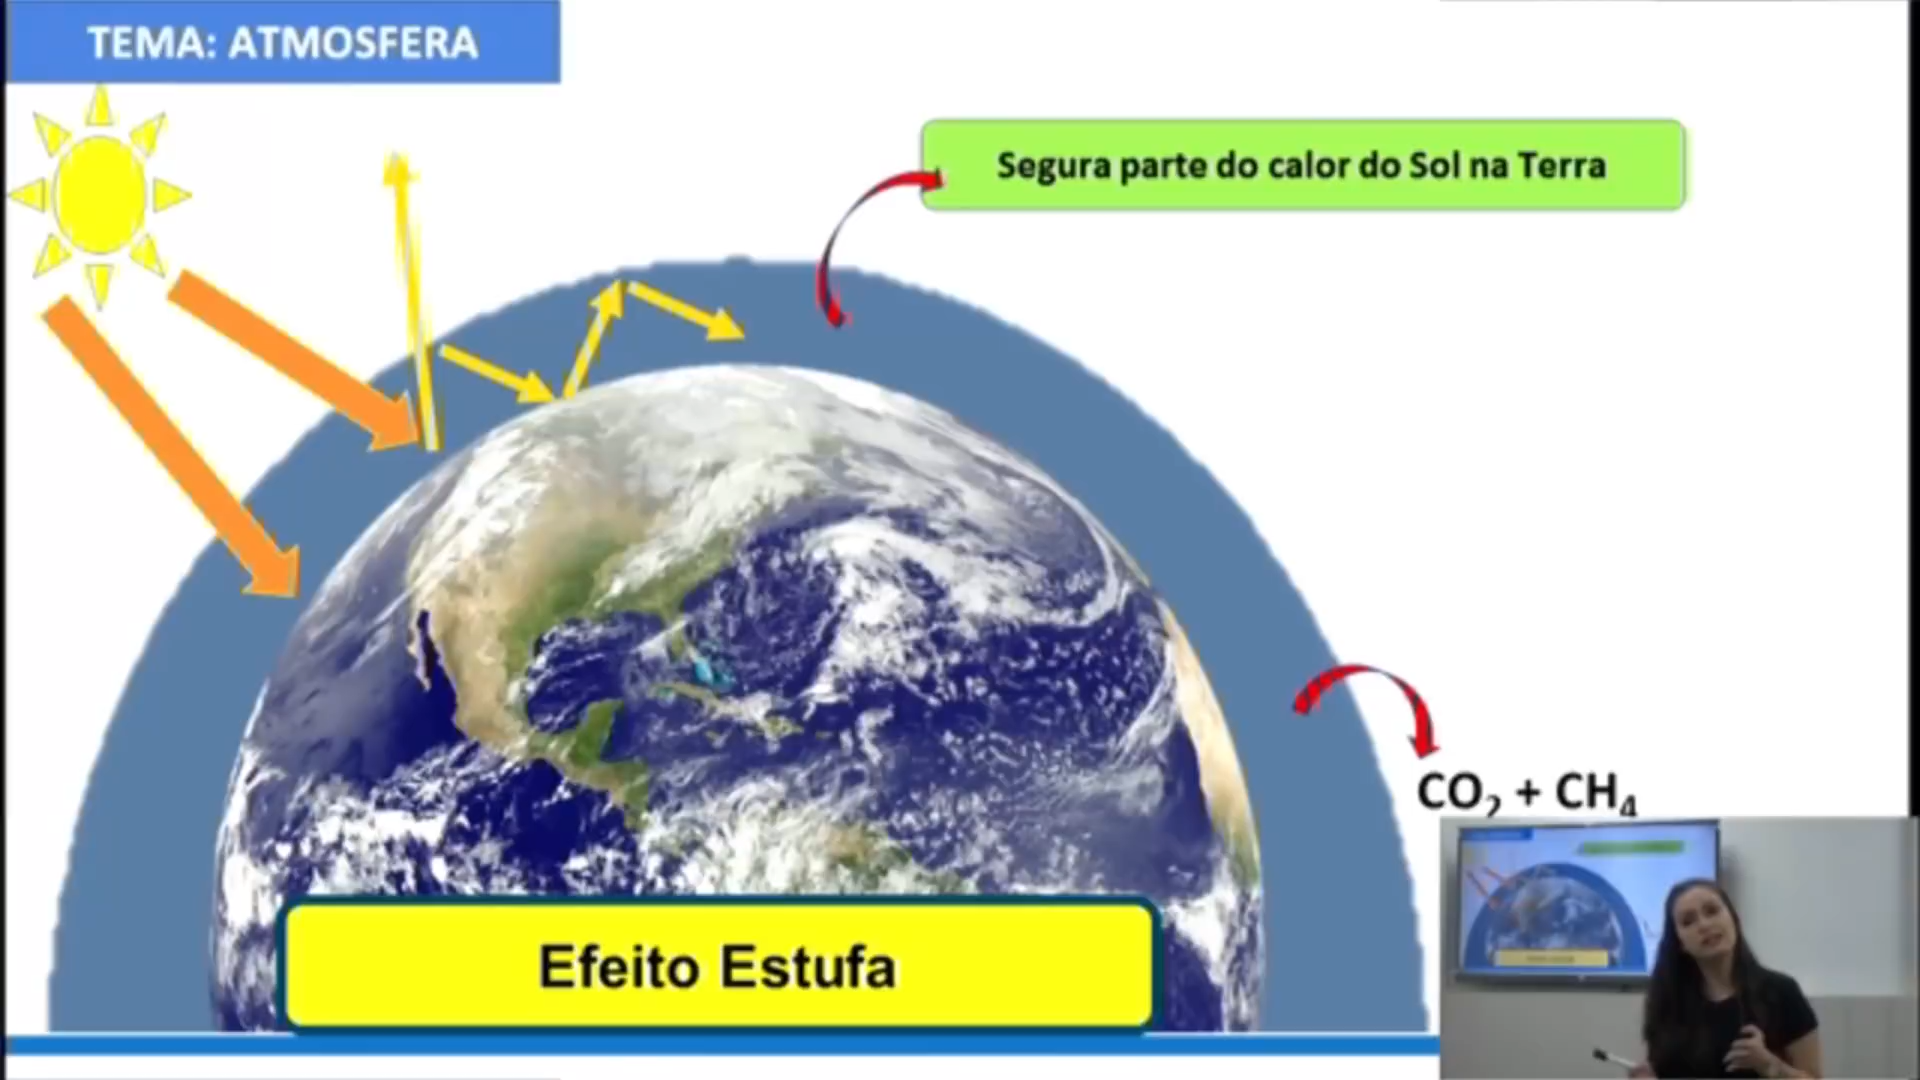 TEMA: ATMOSFERA
Segura parte do calor do Sol na Terra
CO₂ + CH₄
Efeito Estufa